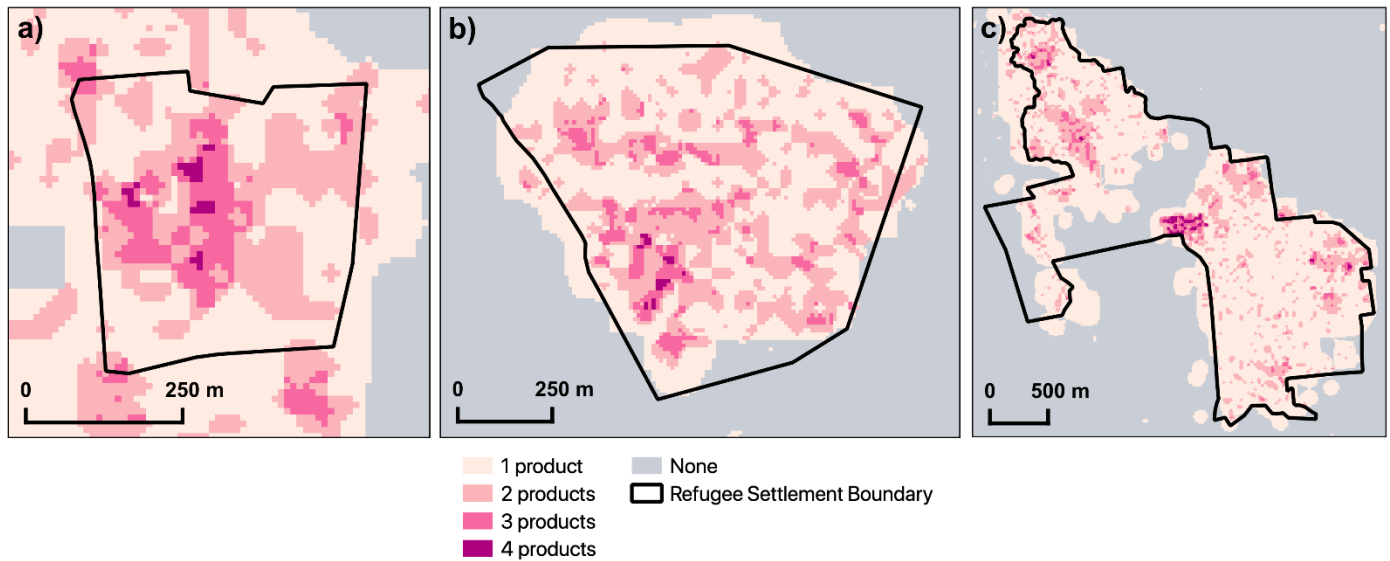 a)
b)
c)
0 250 m
0 250 m
0 500 m
1 product
2 products
3 products
4 products
None
Refugee Settlement Boundary